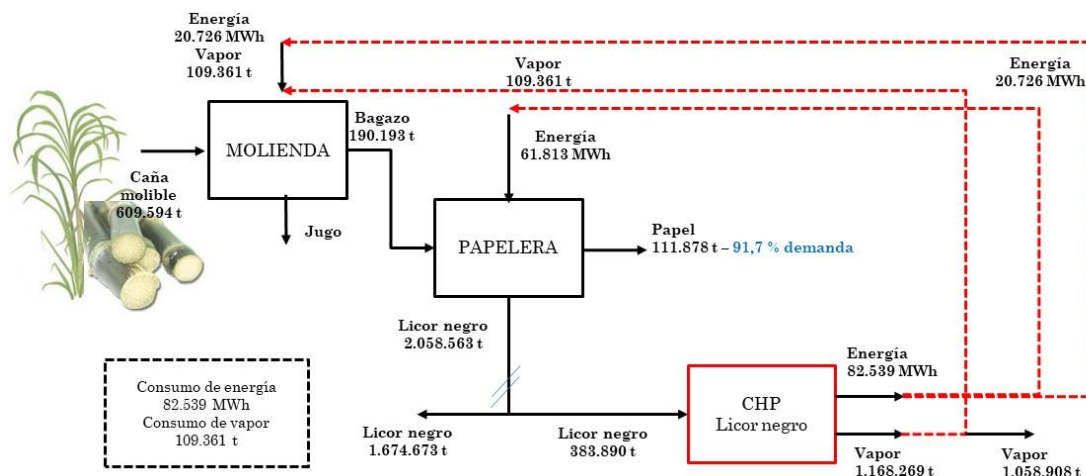 Energía
20.726 MWh
Vapor
109.361 t
Vapor
109.361 t
Energía
20.726 MWh
Bagazo
190.193 t
MOLIENDA
Energía
61.813 MWh
Caña
molible
609.594 t
Jugo
PAPELERA
Papel
111.878 t – 91,7 % demanda
Licor negro
2.058.563 t
Consumo de energía
82.539 MWh
Consumo de vapor
109.361 t
Energía
82.539 MWh
CHP
Licor negro
Licor negro
1.674.673 t
Licor negro
383.890 t
Vapor
1.168.269 t
Vapor
1.058.908 t